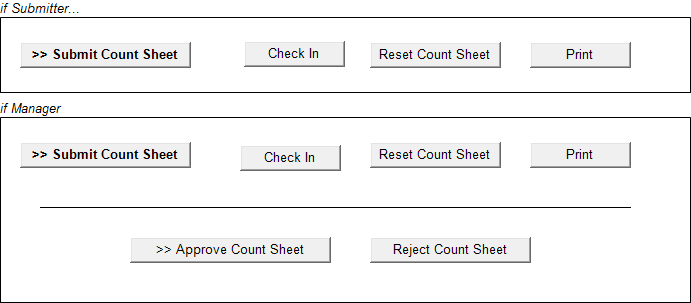 if Submitter...
>> Submit Count Sheet Check In Reset Count Sheet Print
if Manager
>> Submit Count Sheet Check In Reset Count Sheet Print
>> Approve Count Sheet Reject Count Sheet